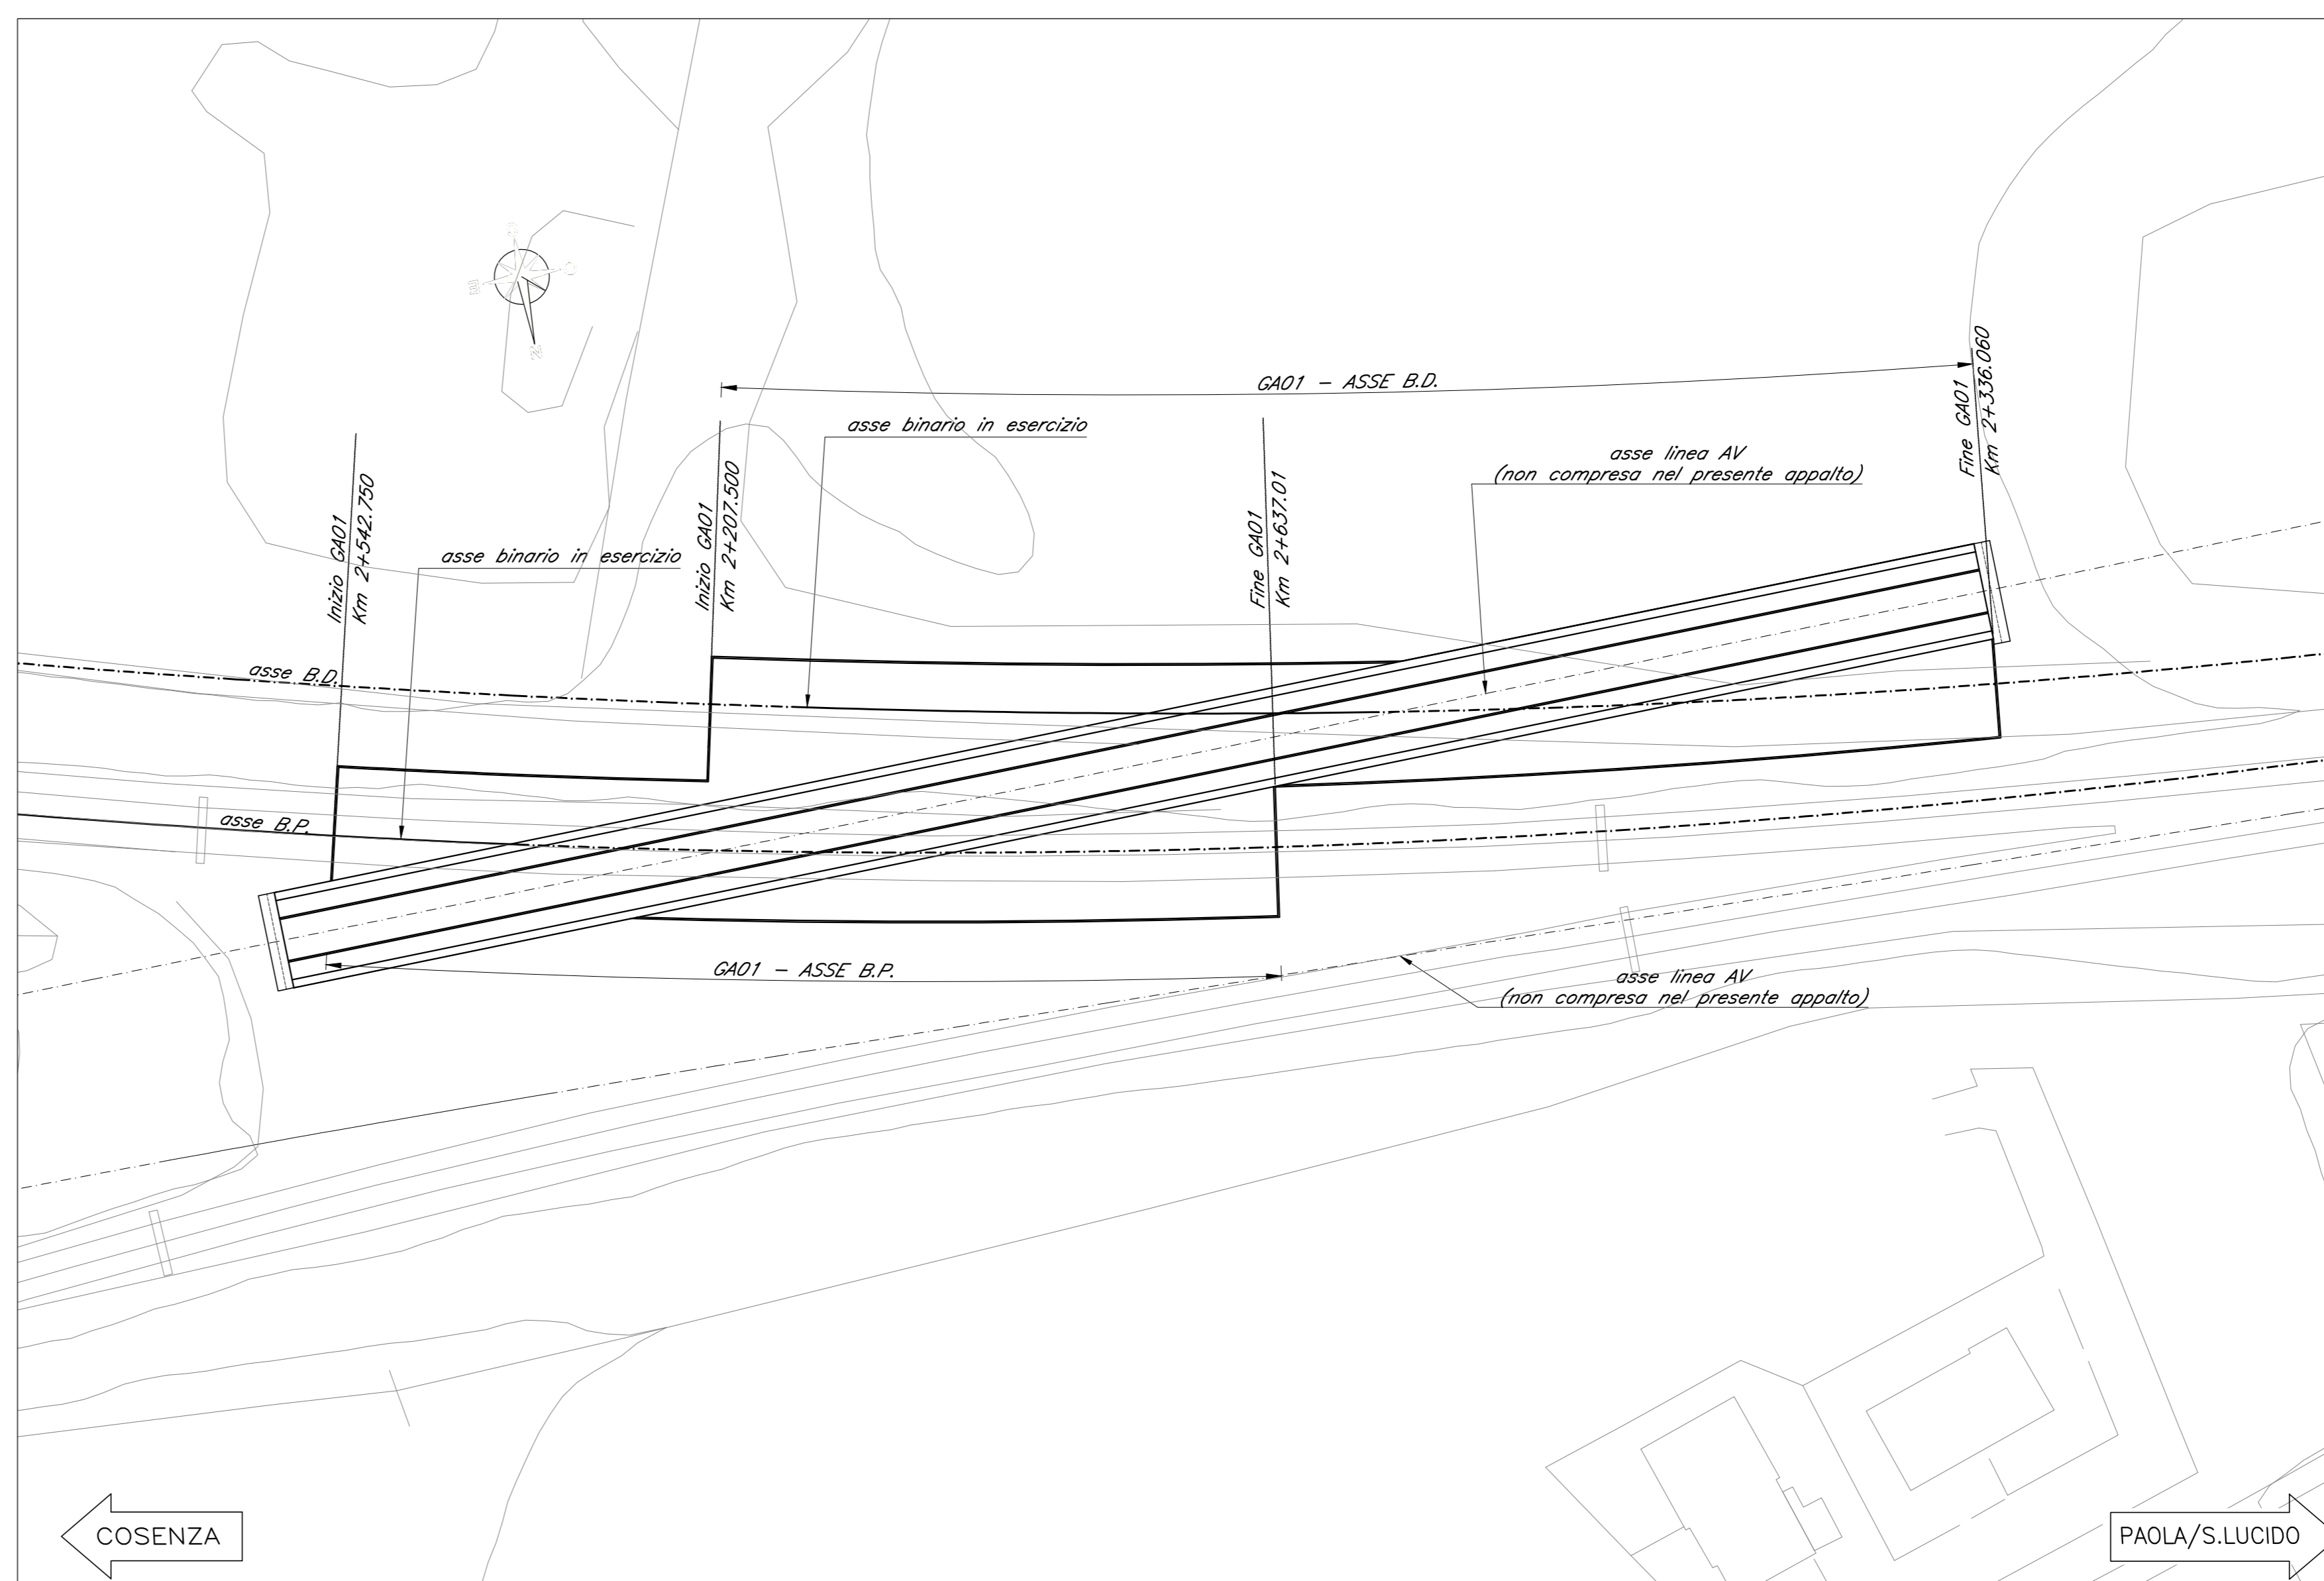 GA01 - ASSE B.D.
Fine GA01
Km 2+336.060
asse binario in esercizio
asse linea AV
(non compresa nel presente appalto)
Inizio GA01
Km 2+542.750
Inizio GA01
Km 2+207.500
Fine GA01
Km 2+637.01
asse binario in esercizio
asse B.D.
asse B.P.
GA01 - ASSE B.P.
asse linea AV
(non compresa nel presente appalto)
COSENZA
PAOLA/S.LUCIDO